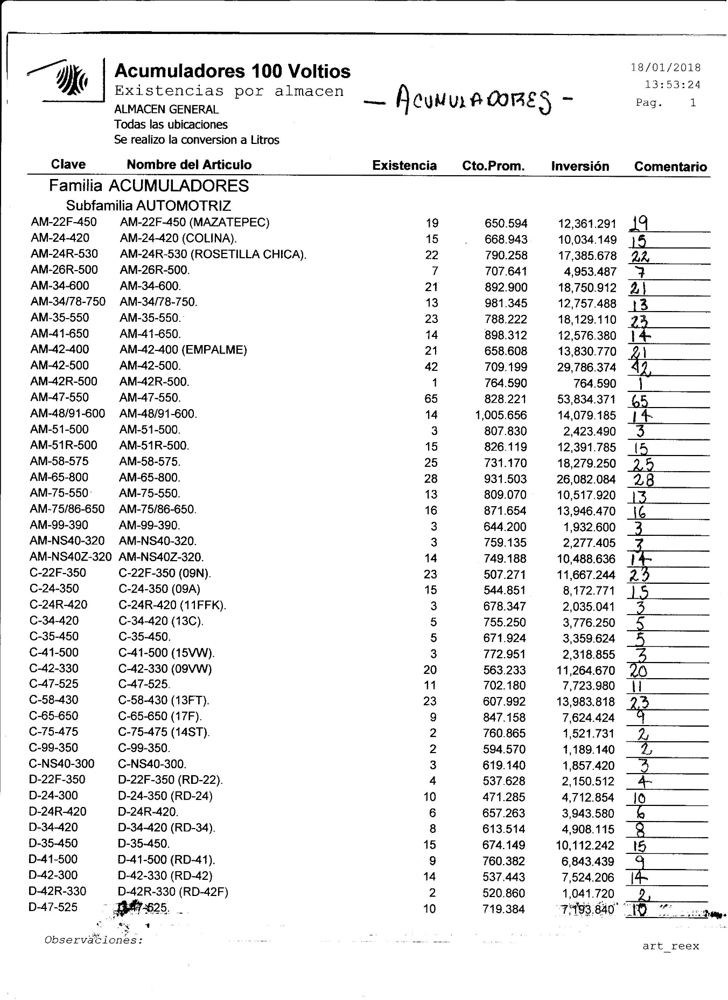 Acumuladores 100 Voltios
Existencias por almacen
ALMACEN GENERAL
Todas las ubicaciones
Se realizo la conversion a Litros
- ACUMULADORES -
18/01/2018
13:53:24
Pag. 1
Clave Nombre del Articulo Existencia Cto.Prom. Inversión Comentario
Familia ACUMULADORES
Subfamilia AUTOMOTRIZ
AM-22F-450 AM-22F-450 (MAZATEPEC) 19 650.594 12,361.291 19
AM-24-420 AM-24-420 (COLINA). 15 668.943 10,034.149 15
AM-24R-530 AM-24R-530 (ROSETILLA CHICA). 22 790.258 17,385.678 22
AM-26R-500 AM-26R-500. 7 707.641 4,953.487 7
AM-34-600 AM-34-600. 21 892.900 18,750.912 21
AM-34/78-750 AM-34/78-750. 13 981.345 12,757.488 13
AM-35-550 AM-35-550. 23 788.222 18,129.110 23
AM-41-650 AM-41-650. 14 898.312 12,576.380 14
AM-42-400 AM-42-400 (EMPALME) 21 658.608 13,830.770 21
AM-42-500 AM-42-500. 42 709.199 29,786.374 42
AM-42R-500 AM-42R-500. 1 764.590 764.590 1
AM-47-550 AM-47-550. 65 828.221 53,834.371 65
AM-48/91-600 AM-48/91-600. 14 1,005.656 14,079.185 14
AM-51-500 AM-51-500. 3 807.830 2,423.490 3
AM-51R-500 AM-51R-500. 15 826.119 12,391.785 15
AM-58-575 AM-58-575. 25 731.170 18,279.250 25
AM-65-800 AM-65-800. 28 931.503 26,082.084 28
AM-75-550 AM-75-550. 13 809.070 10,517.920 13
AM-75/86-650 AM-75/86-650. 16 871.654 13,946.470 16
AM-99-390 AM-99-390. 3 644.200 1,932.600 3
AM-NS40-320 AM-NS40-320. 3 759.135 2,277.405 3
AM-NS40Z-320 AM-NS40Z-320. 14 749.188 10,488.636 14
C-22F-350 C-22F-350 (09N). 23 507.271 11,667.244 23
C-24-350 C-24-350 (09A) 15 544.851 8,172.771 15
C-24R-420 C-24R-420 (11FFK). 3 678.347 2,035.041 3
C-34-420 C-34-420 (13C). 5 755.250 3,776.250 5
C-35-450 C-35-450. 5 671.924 3,359.624 5
C-41-500 C-41-500 (15VW). 3 772.951 2,318.855 3
C-42-330 C-42-330 (09VW) 20 563.233 11,264.670 20
C-47-525 C-47-525. 11 702.180 7,723.980 11
C-58-430 C-58-430 (13FT). 23 607.992 13,983.818 23
C-65-650 C-65-650 (17F). 9 847.158 7,624.424 9
C-75-475 C-75-475 (14ST). 2 760.865 1,521.731 2
C-99-350 C-99-350. 2 594.570 1,189.140 2
C-NS40-300 C-NS40-300. 3 619.140 1,857.420 3
D-22F-350 D-22F-350 (RD-22). 4 537.628 2,150.512 4
D-24-300 D-24-350 (RD-24) 10 471.285 4,712.854 10
D-24R-420 D-24R-420. 6 657.263 3,943.580 6
D-34-420 D-34-420 (RD-34). 8 613.514 4,908.115 8
D-35-450 D-35-450. 15 674.149 10,112.242 15
D-41-500 D-41-500 (RD-41). 9 760.382 6,843.439 9
D-42-300 D-42-330 (RD-42) 14 537.443 7,524.206 14
D-42R-330 D-42R-330 (RD-42F) 2 520.860 1,041.720 2
D-47-525 D-47-525. 10 719.384 7,193.840 10
Observaciones:
art_reex